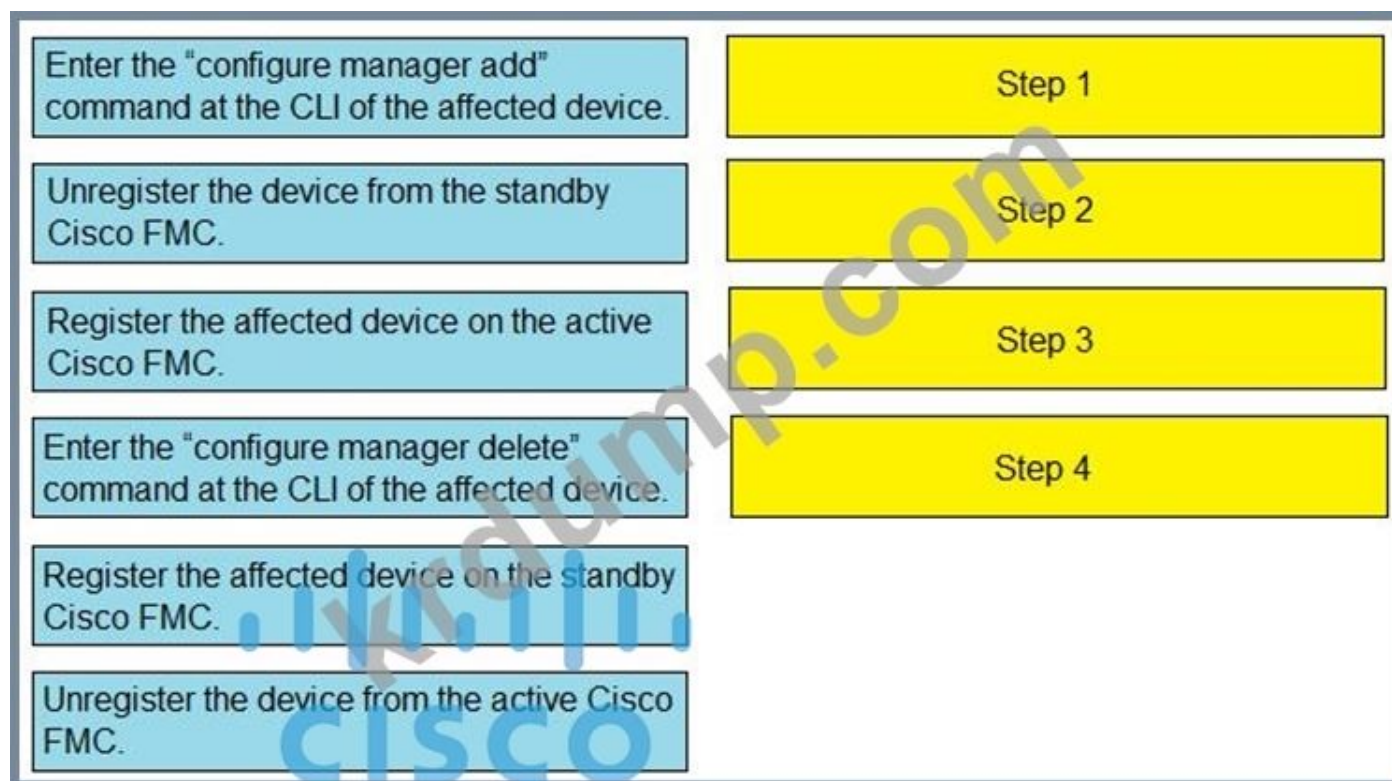 Enter the “configure manager add”
command at the CLI of the affected device.
Step 1
Unregister the device from the standby
Cisco FMC.
Step 2
Register the affected device on the active
Cisco FMC.
Step 3
Enter the “configure manager delete”
command at the CLI of the affected device.
Step 4
Register the affected device on the standby
Cisco FMC.
Unregister the device from the active Cisco
FMC.
krdump.com
CISCO